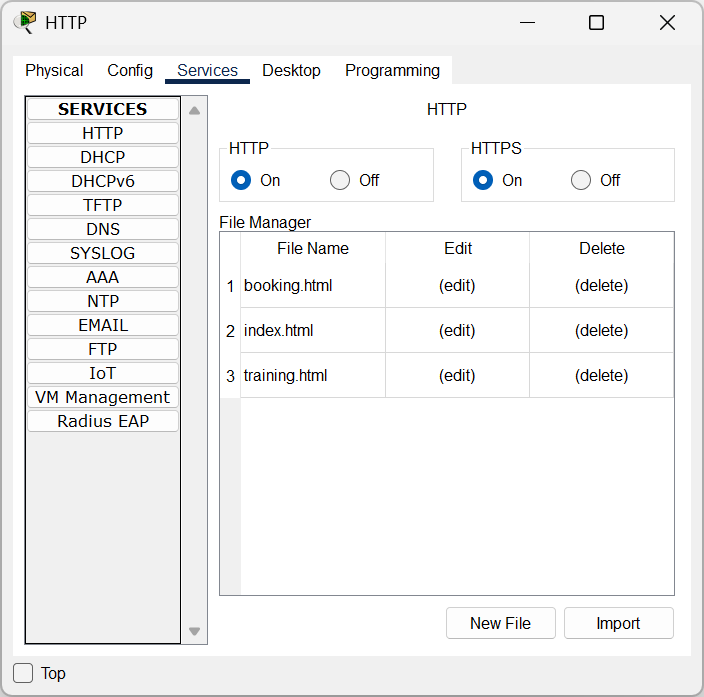 HTTP
Physical Config Services Desktop Programming
SERVICES
HTTP
DHCP
DHCPv6
TFTP
DNS
SYSLOG
AAA
NTP
EMAIL
FTP
IoT
VM Management
Radius EAP
HTTP
HTTP
On Off
HTTPS
On Off
File Manager
File Name Edit Delete
1 booking.html (edit) (delete)
2 index.html (edit) (delete)
3 training.html (edit) (delete)
New File Import
Top